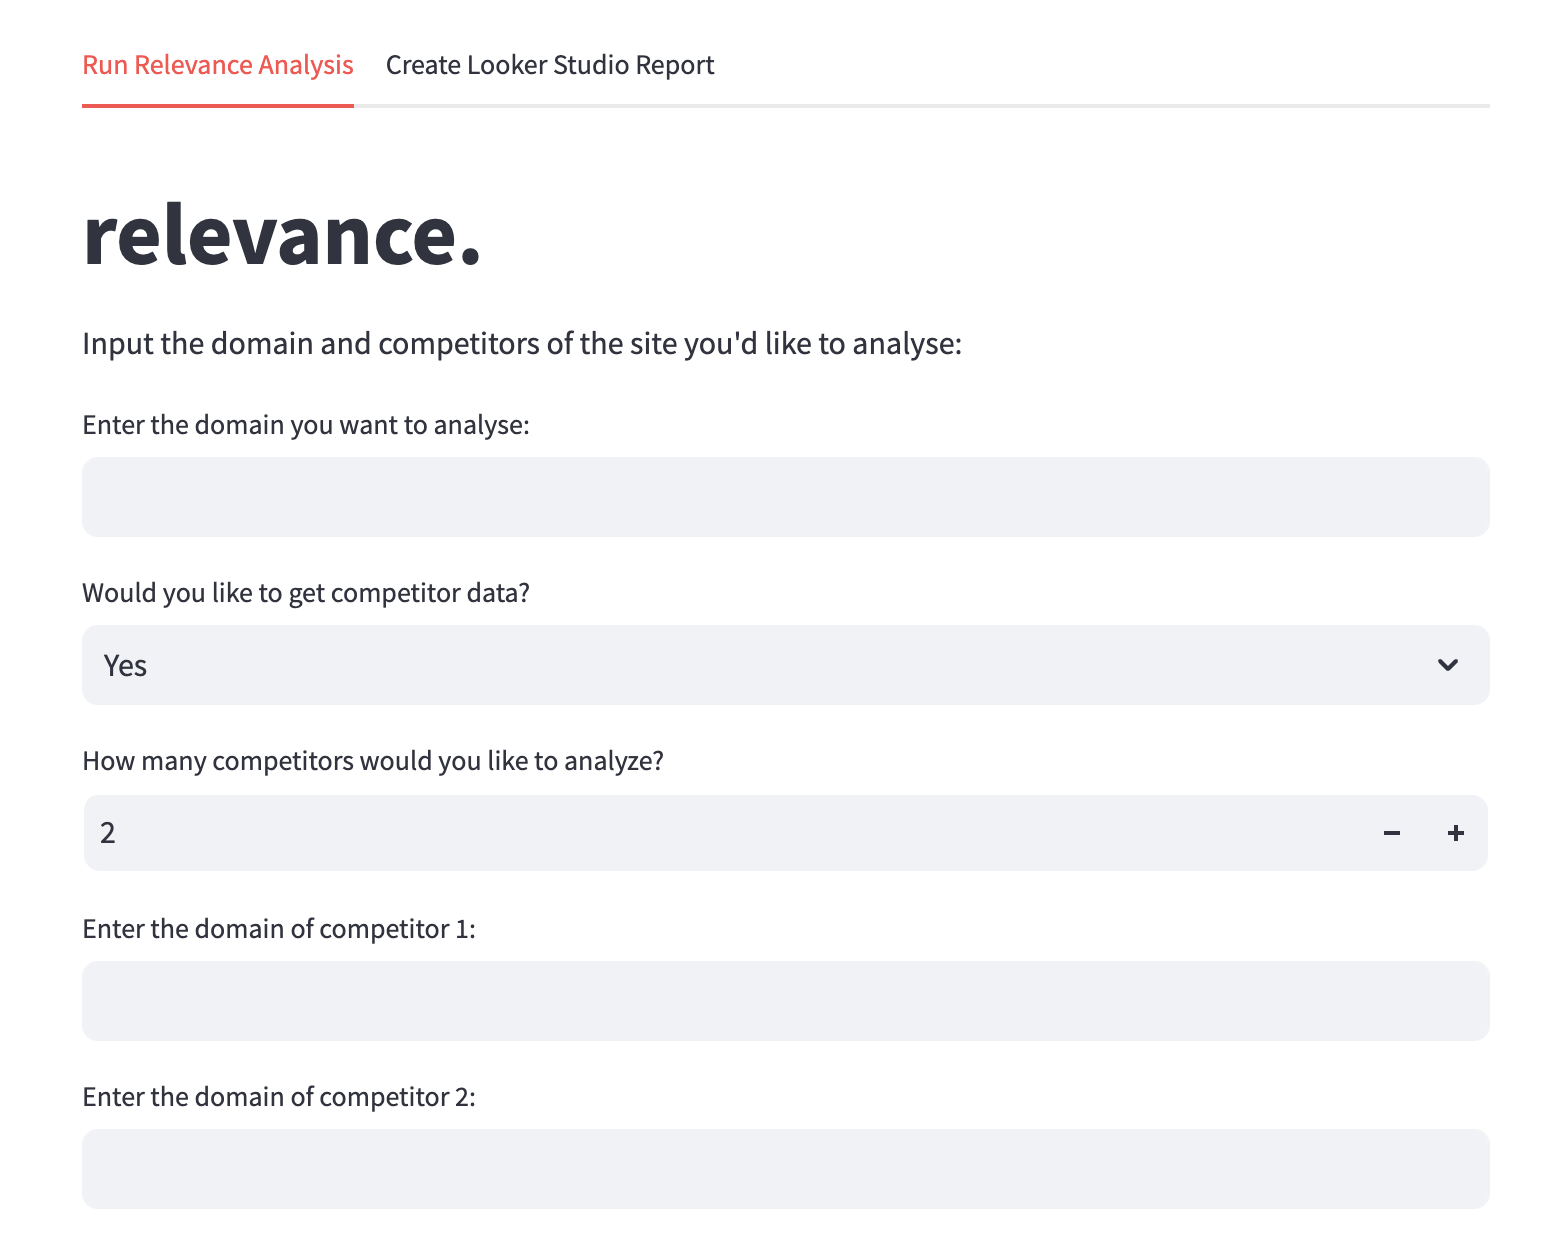 Run Relevance Analysis Create Looker Studio Report
relevance.
Input the domain and competitors of the site you'd like to analyse:
Enter the domain you want to analyse:
Would you like to get competitor data?
Yes
How many competitors would you like to analyze?
2
Enter the domain of competitor 1:
Enter the domain of competitor 2: